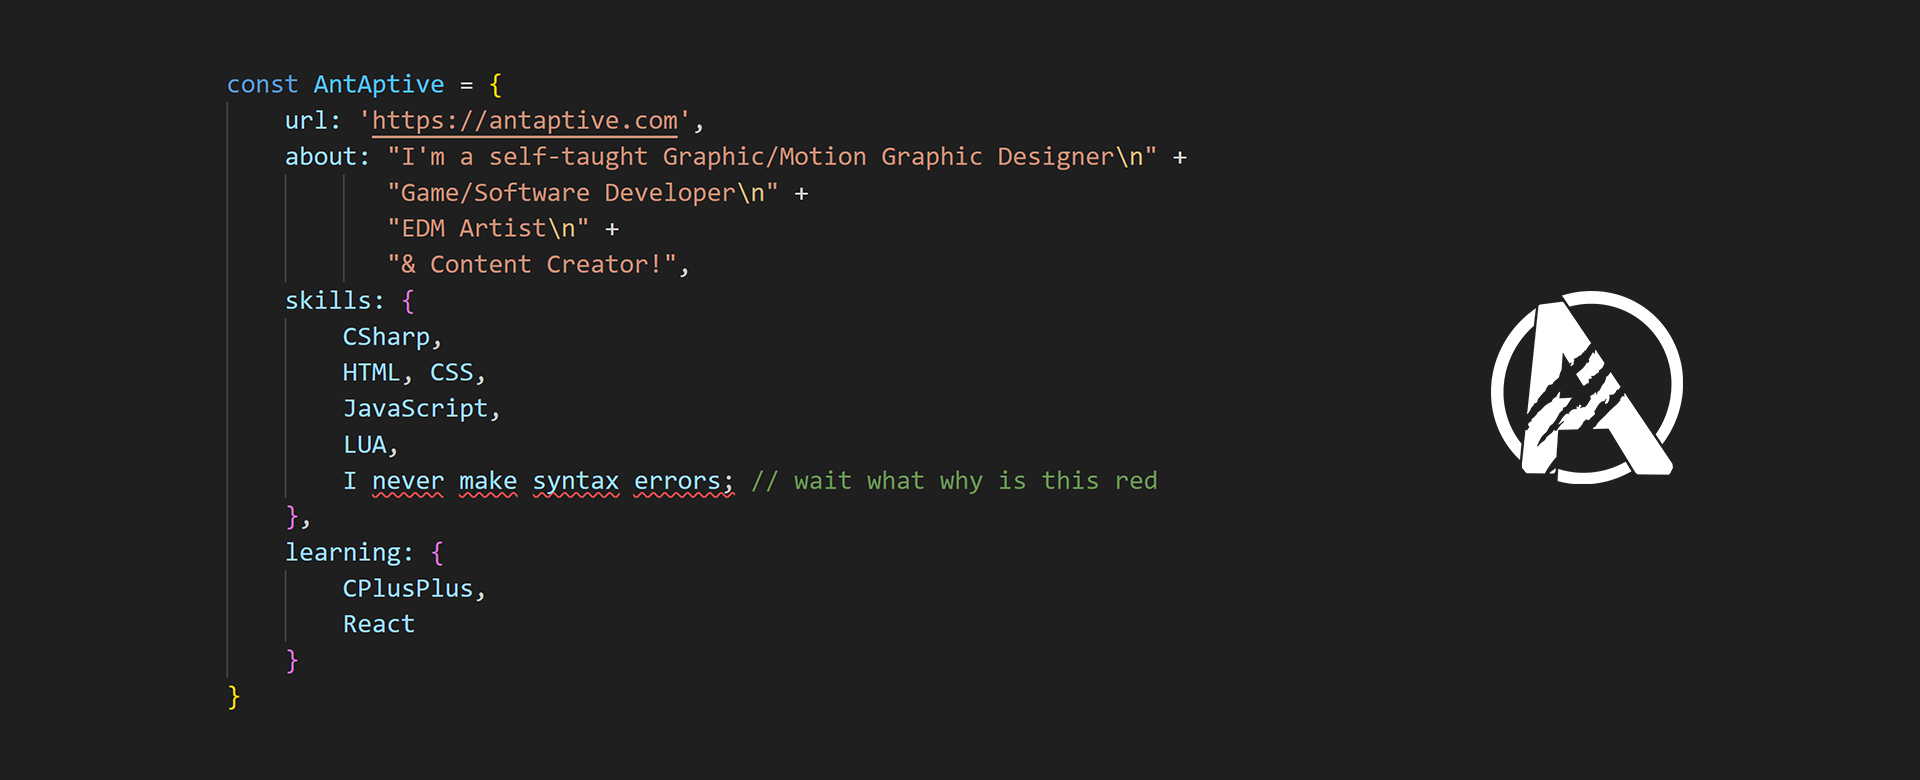 const AntAptive = {
url: 'https://antaptive.com',
about: "I'm a self-taught Graphic/Motion Graphic Designer\n" +
"Game/Software Developer\n" +
"EDM Artist\n" +
"& Content Creator!",
skills: {
CSharp,
HTML, CSS,
JavaScript,
LUA,
I never make syntax errors; // wait what why is this red
},
learning: {
CPlusPlus,
React
}
}
A